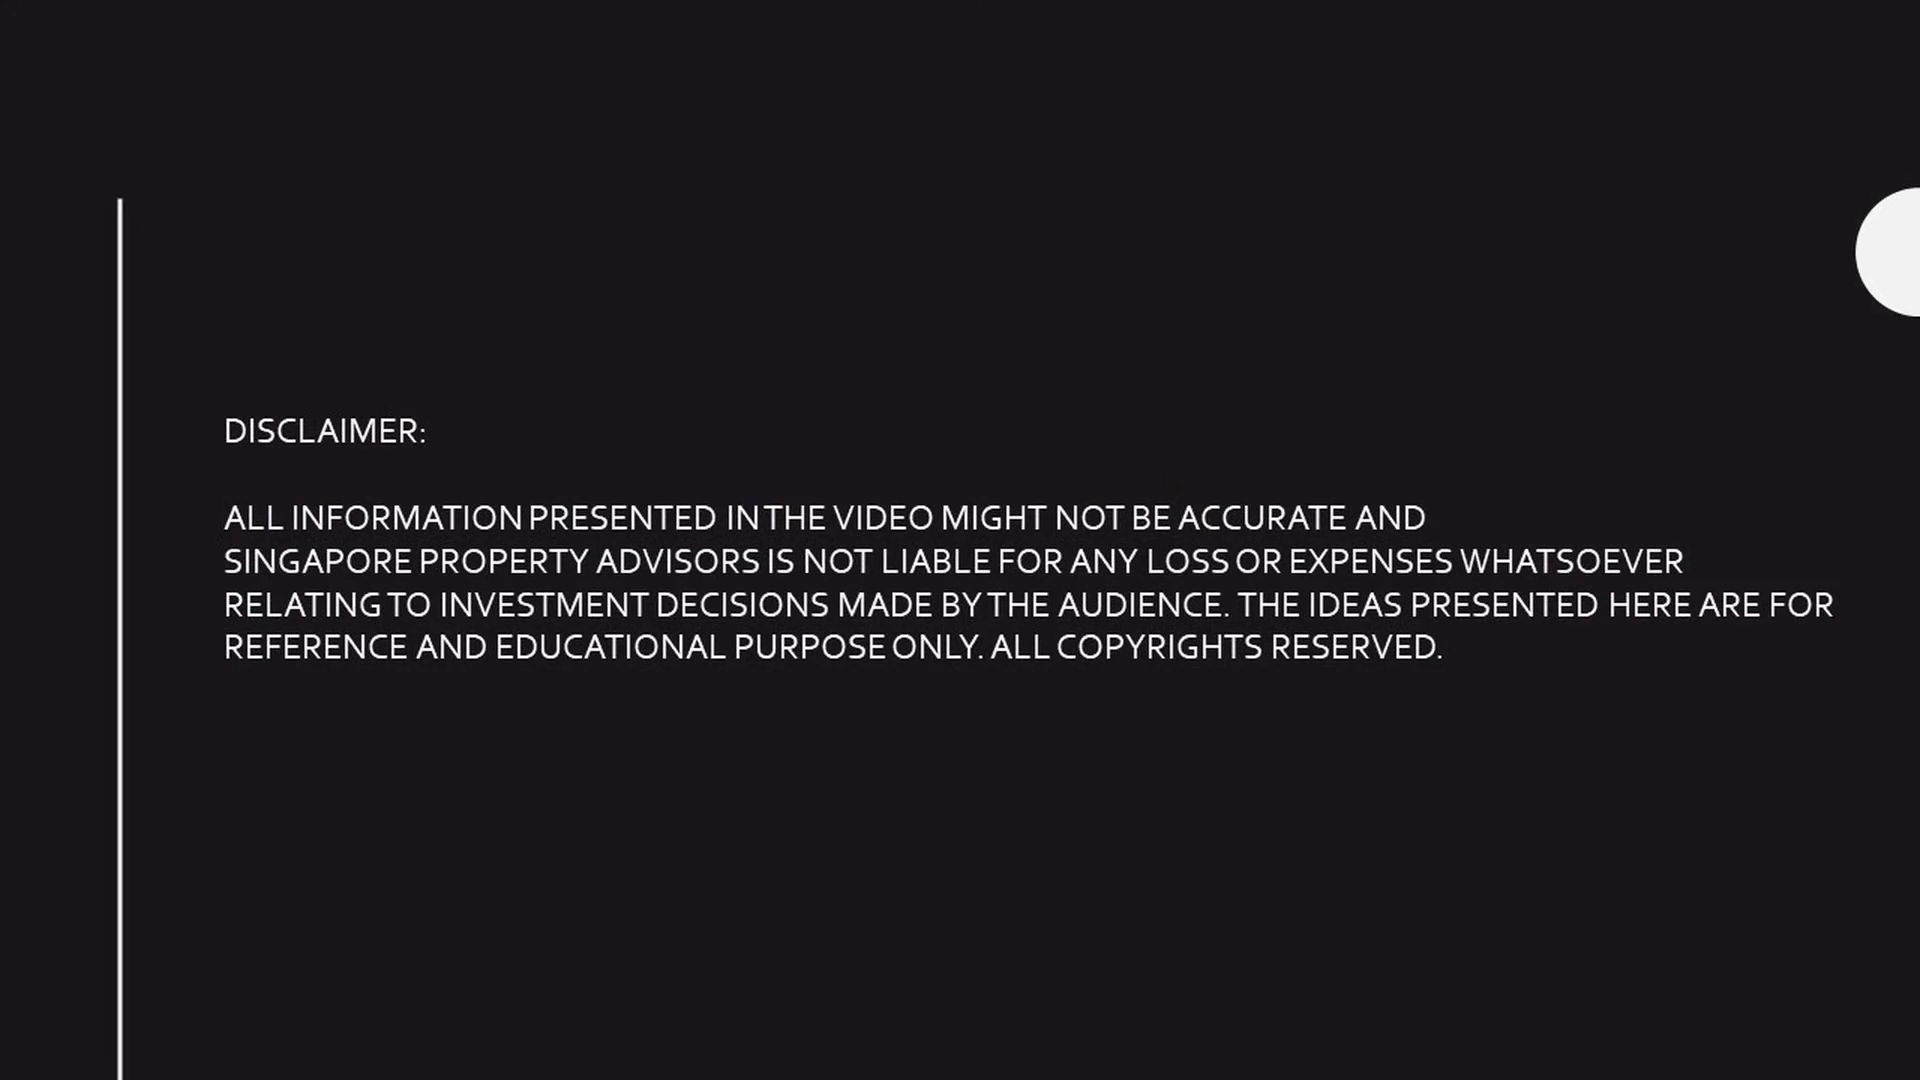 DISCLAIMER:
ALL INFORMATION PRESENTED IN THE VIDEO MIGHT NOT BE ACCURATE AND
SINGAPORE PROPERTY ADVISORS IS NOT LIABLE FOR ANY LOSS OR EXPENSES WHATSOEVER
RELATING TO INVESTMENT DECISIONS MADE BY THE AUDIENCE. THE IDEAS PRESENTED HERE ARE FOR
REFERENCE AND EDUCATIONAL PURPOSE ONLY. ALL COPYRIGHTS RESERVED.